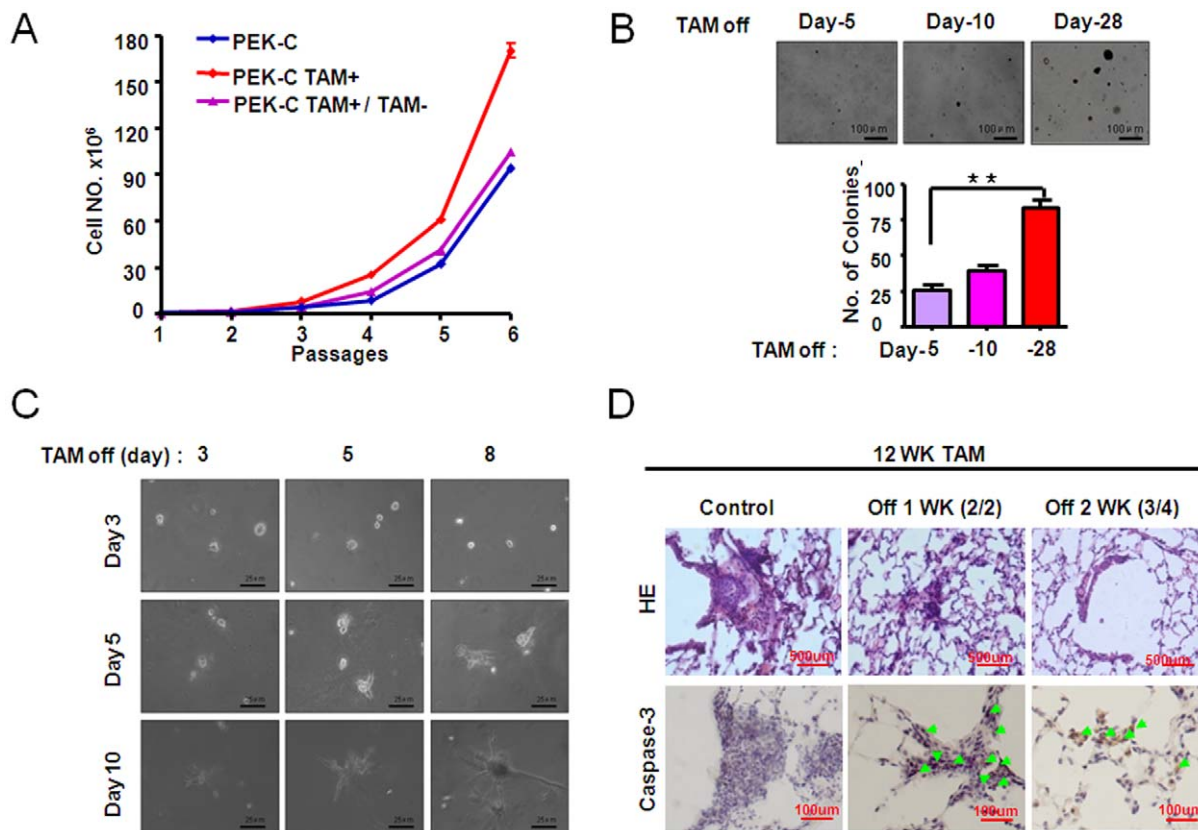 A
180
150
120
90
60
30
0
Cell NO. x10⁶
PEK-C
PEK-C TAM+
PEK-C TAM+ / TAM-
1 2 3 4 5 6
Passages
B
TAM off Day-5 Day-10 Day-28
100μm 100μm 100μm
No. of Colonies
100
75
50
25
0
**
TAM off : Day-5 -10 -28
C
TAM off (day) : 3 5 8
Day 3
Day 5
Day 10
D
12 WK TAM
Control Off 1 WK (2/2) Off 2 WK (3/4)
HE
500um 500um 500um
Caspase-3
100um 100um 100um